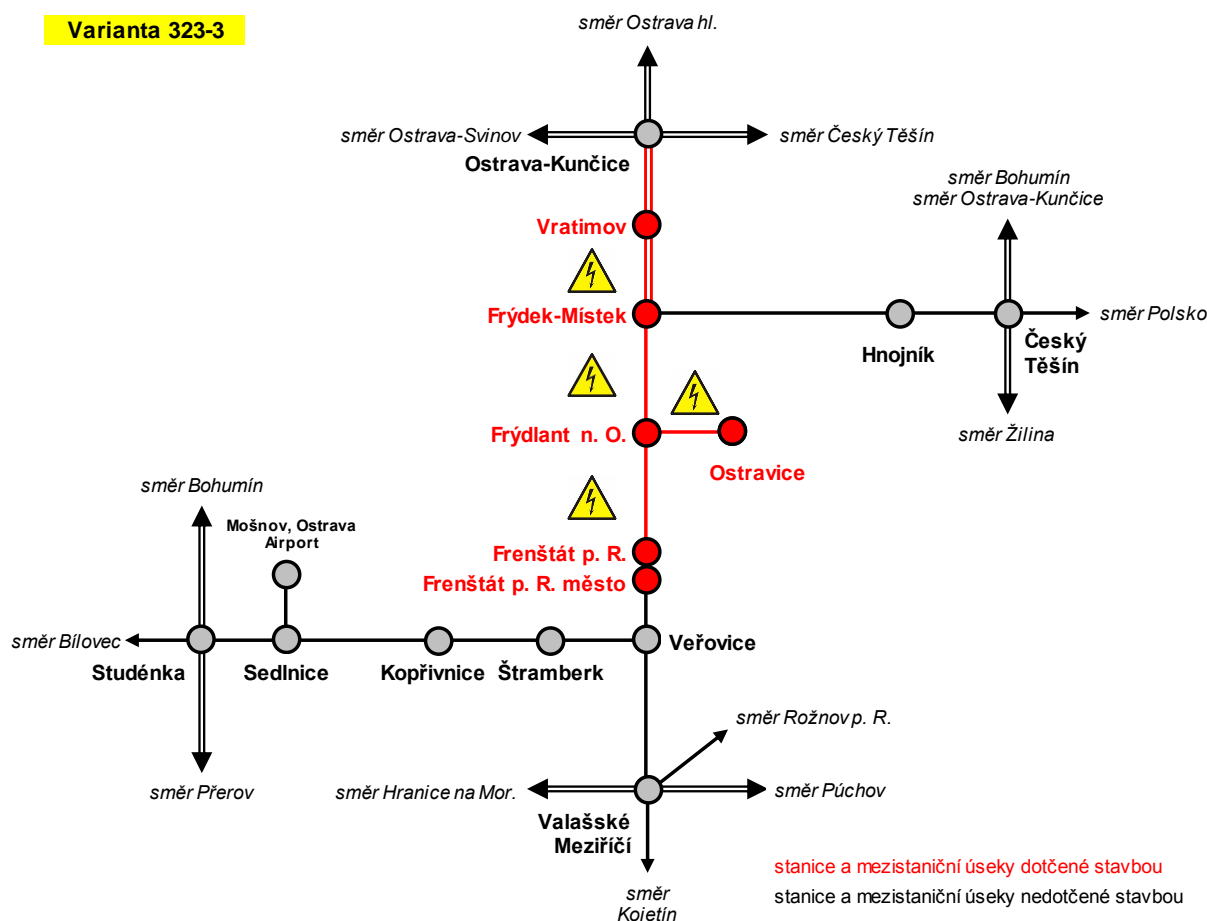 Varianta 323-3
směr Ostrava hl.
směr Ostrava-Svinov
směr Český Těšín
Ostrava-Kunčice
směr Bohumín
směr Ostrava-Kunčice
Vratimov
Frýdek-Místek
směr Polsko
Hnojník
Český
Těšín
Frýdlant n. O.
směr Žilina
Ostravice
směr Bohumín
Mošnov, Ostrava
Airport
Frenštát p. R.
Frenštát p. R. město
směr Bílovec
Studénka
Sedlnice
Kopřivnice
Štramberk
Veřovice
směr Rožnov p. R.
směr Přerov
směr Hranice na Mor.
směr Púchov
Valašské
Meziříčí
stanice a mezistaniční úseky dotčené stavbou
stanice a mezistaniční úseky nedotčené stavbou
směr
Kojetín